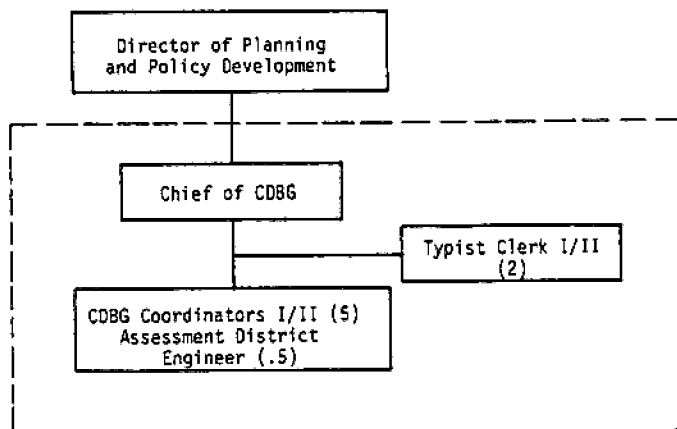 Director of Planning
and Policy Development
Chief of CDBG
Typist Clerk I/II
(2)
CDBG Coordinators I/II (5)
Assessment District
Engineer (.5)